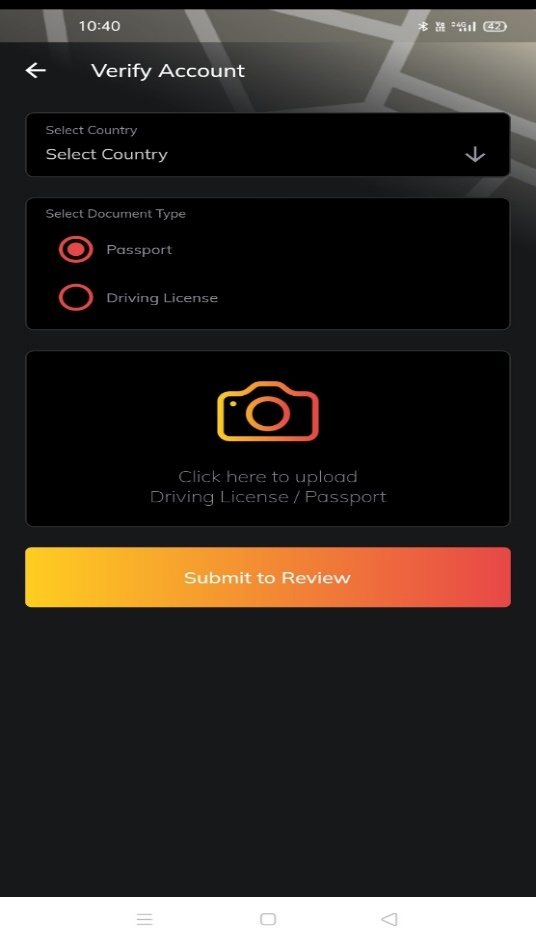 10:40
42
Verify Account
Select Country
Select Country
Select Document Type
Passport
Driving License
Click here to upload
Driving License / Passport
Submit to Review